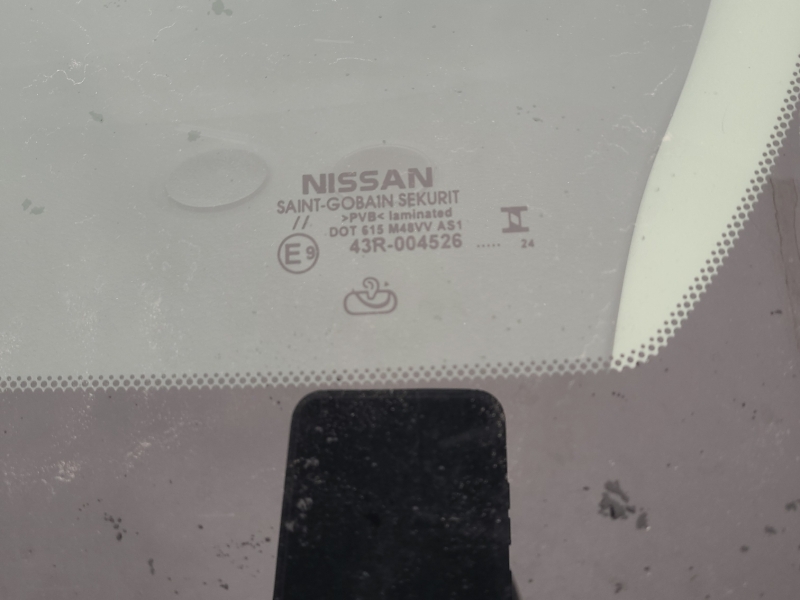 NISSAN
SAINT-GOBAIN SEKURIT
// >PVB< laminated
DOT 615 M48VV AS1
E9 43R-004526 ..... 24